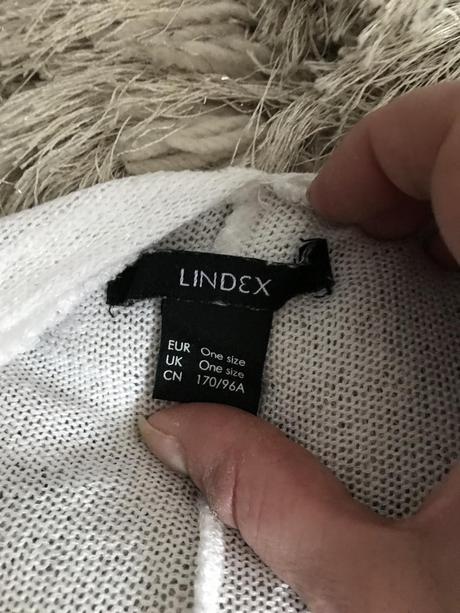 LINDEX
EUR One size
UK One size
CN 170/96A